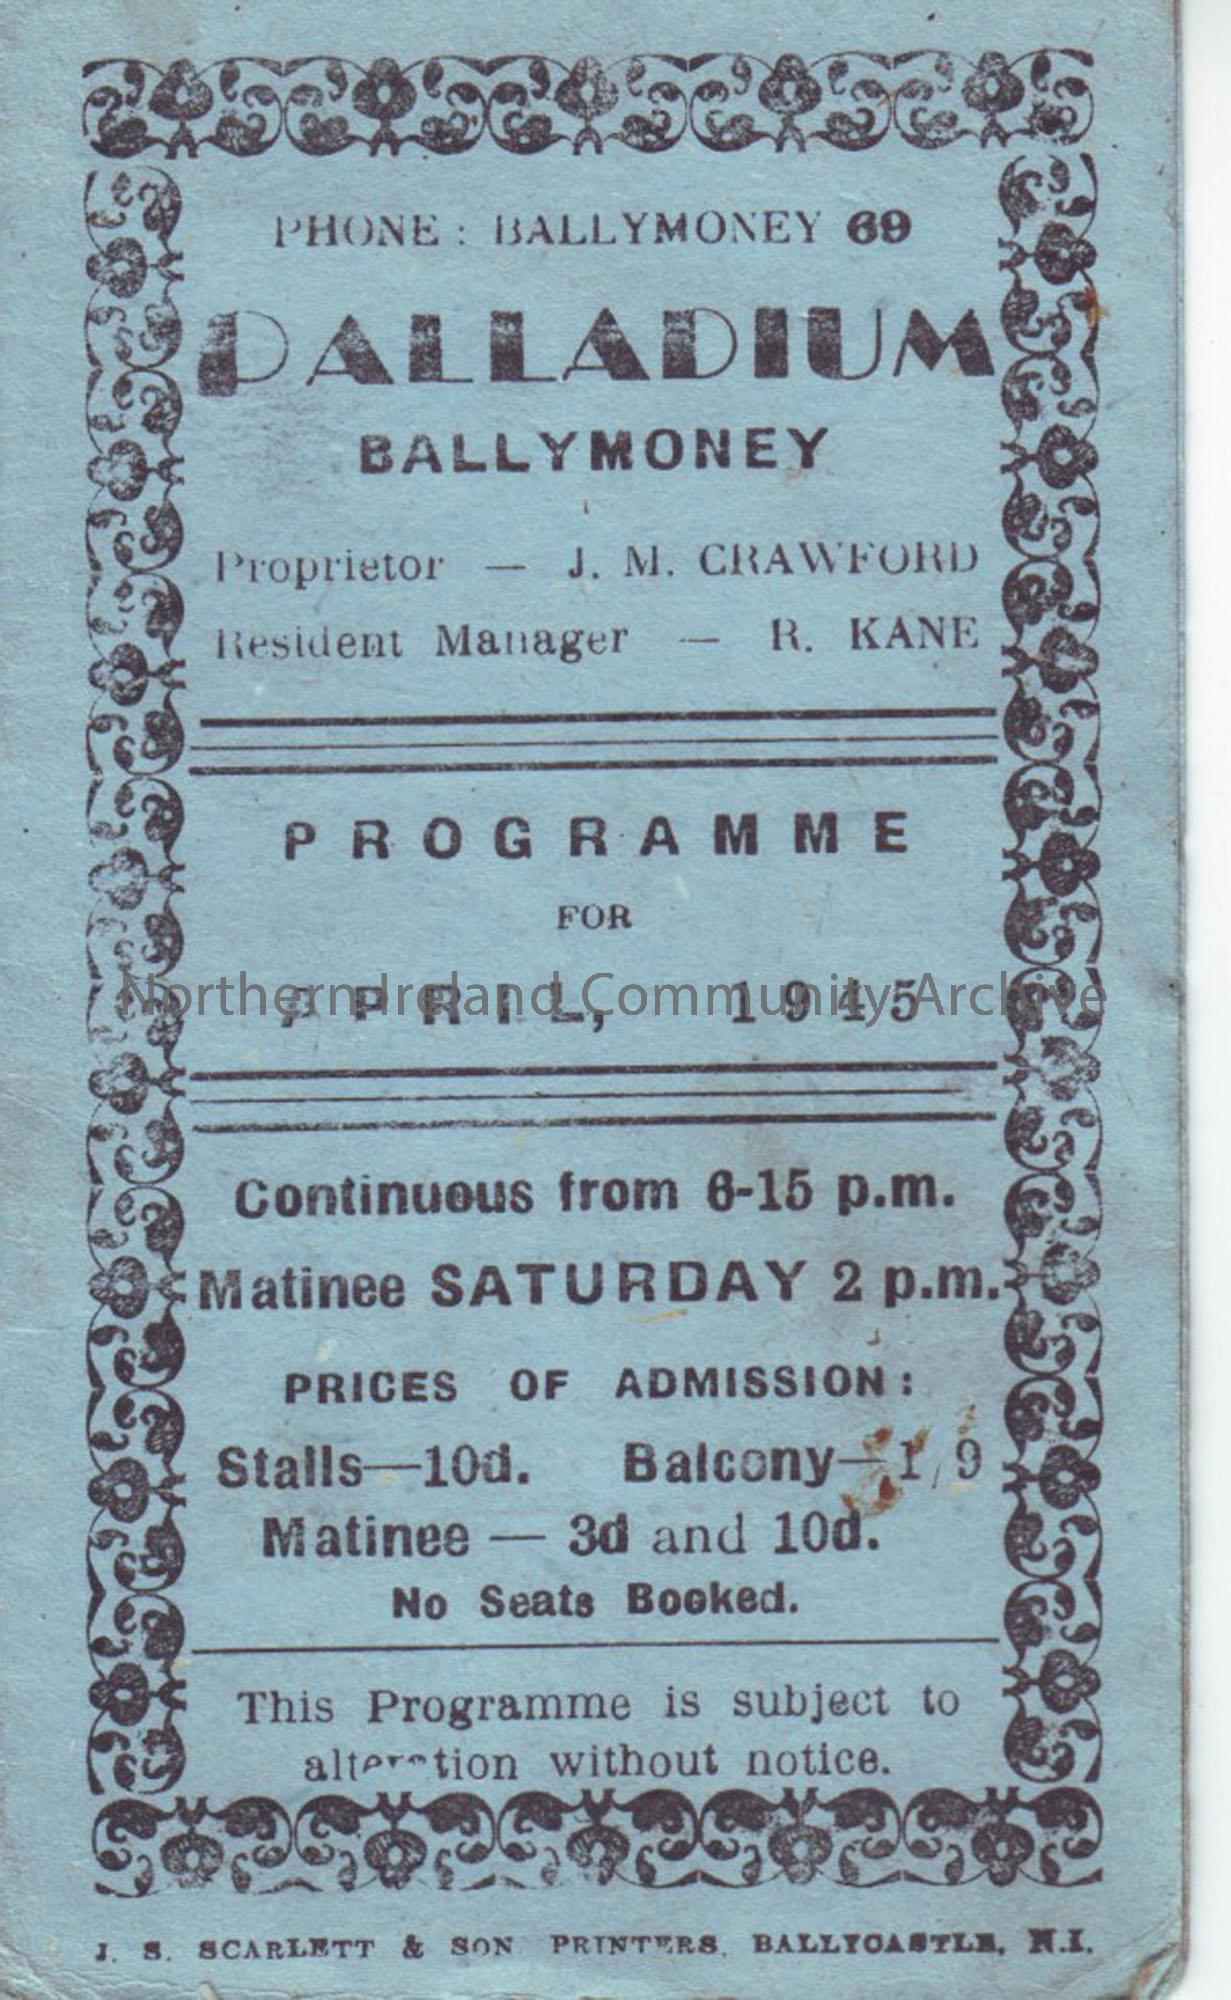 PHONE : BALLYMONEY 69
PALLADIUM
BALLYMONEY
Proprietor — J. M. CRAWFORD
Resident Manager — R. KANE
PROGRAMME
FOR
APRIL, 1945
Northern Ireland Community Archive
Continuous from 6-15 p.m.
Matinee SATURDAY 2 p.m.
PRICES OF ADMISSION :
Stalls—10d. Balcony—1/9
Matinee — 3d and 10d.
No Seats Booked.
This Programme is subject to
alteration without notice.
J. S. SCARLETT & SON PRINTERS, BALLYCASTLE, N.I.